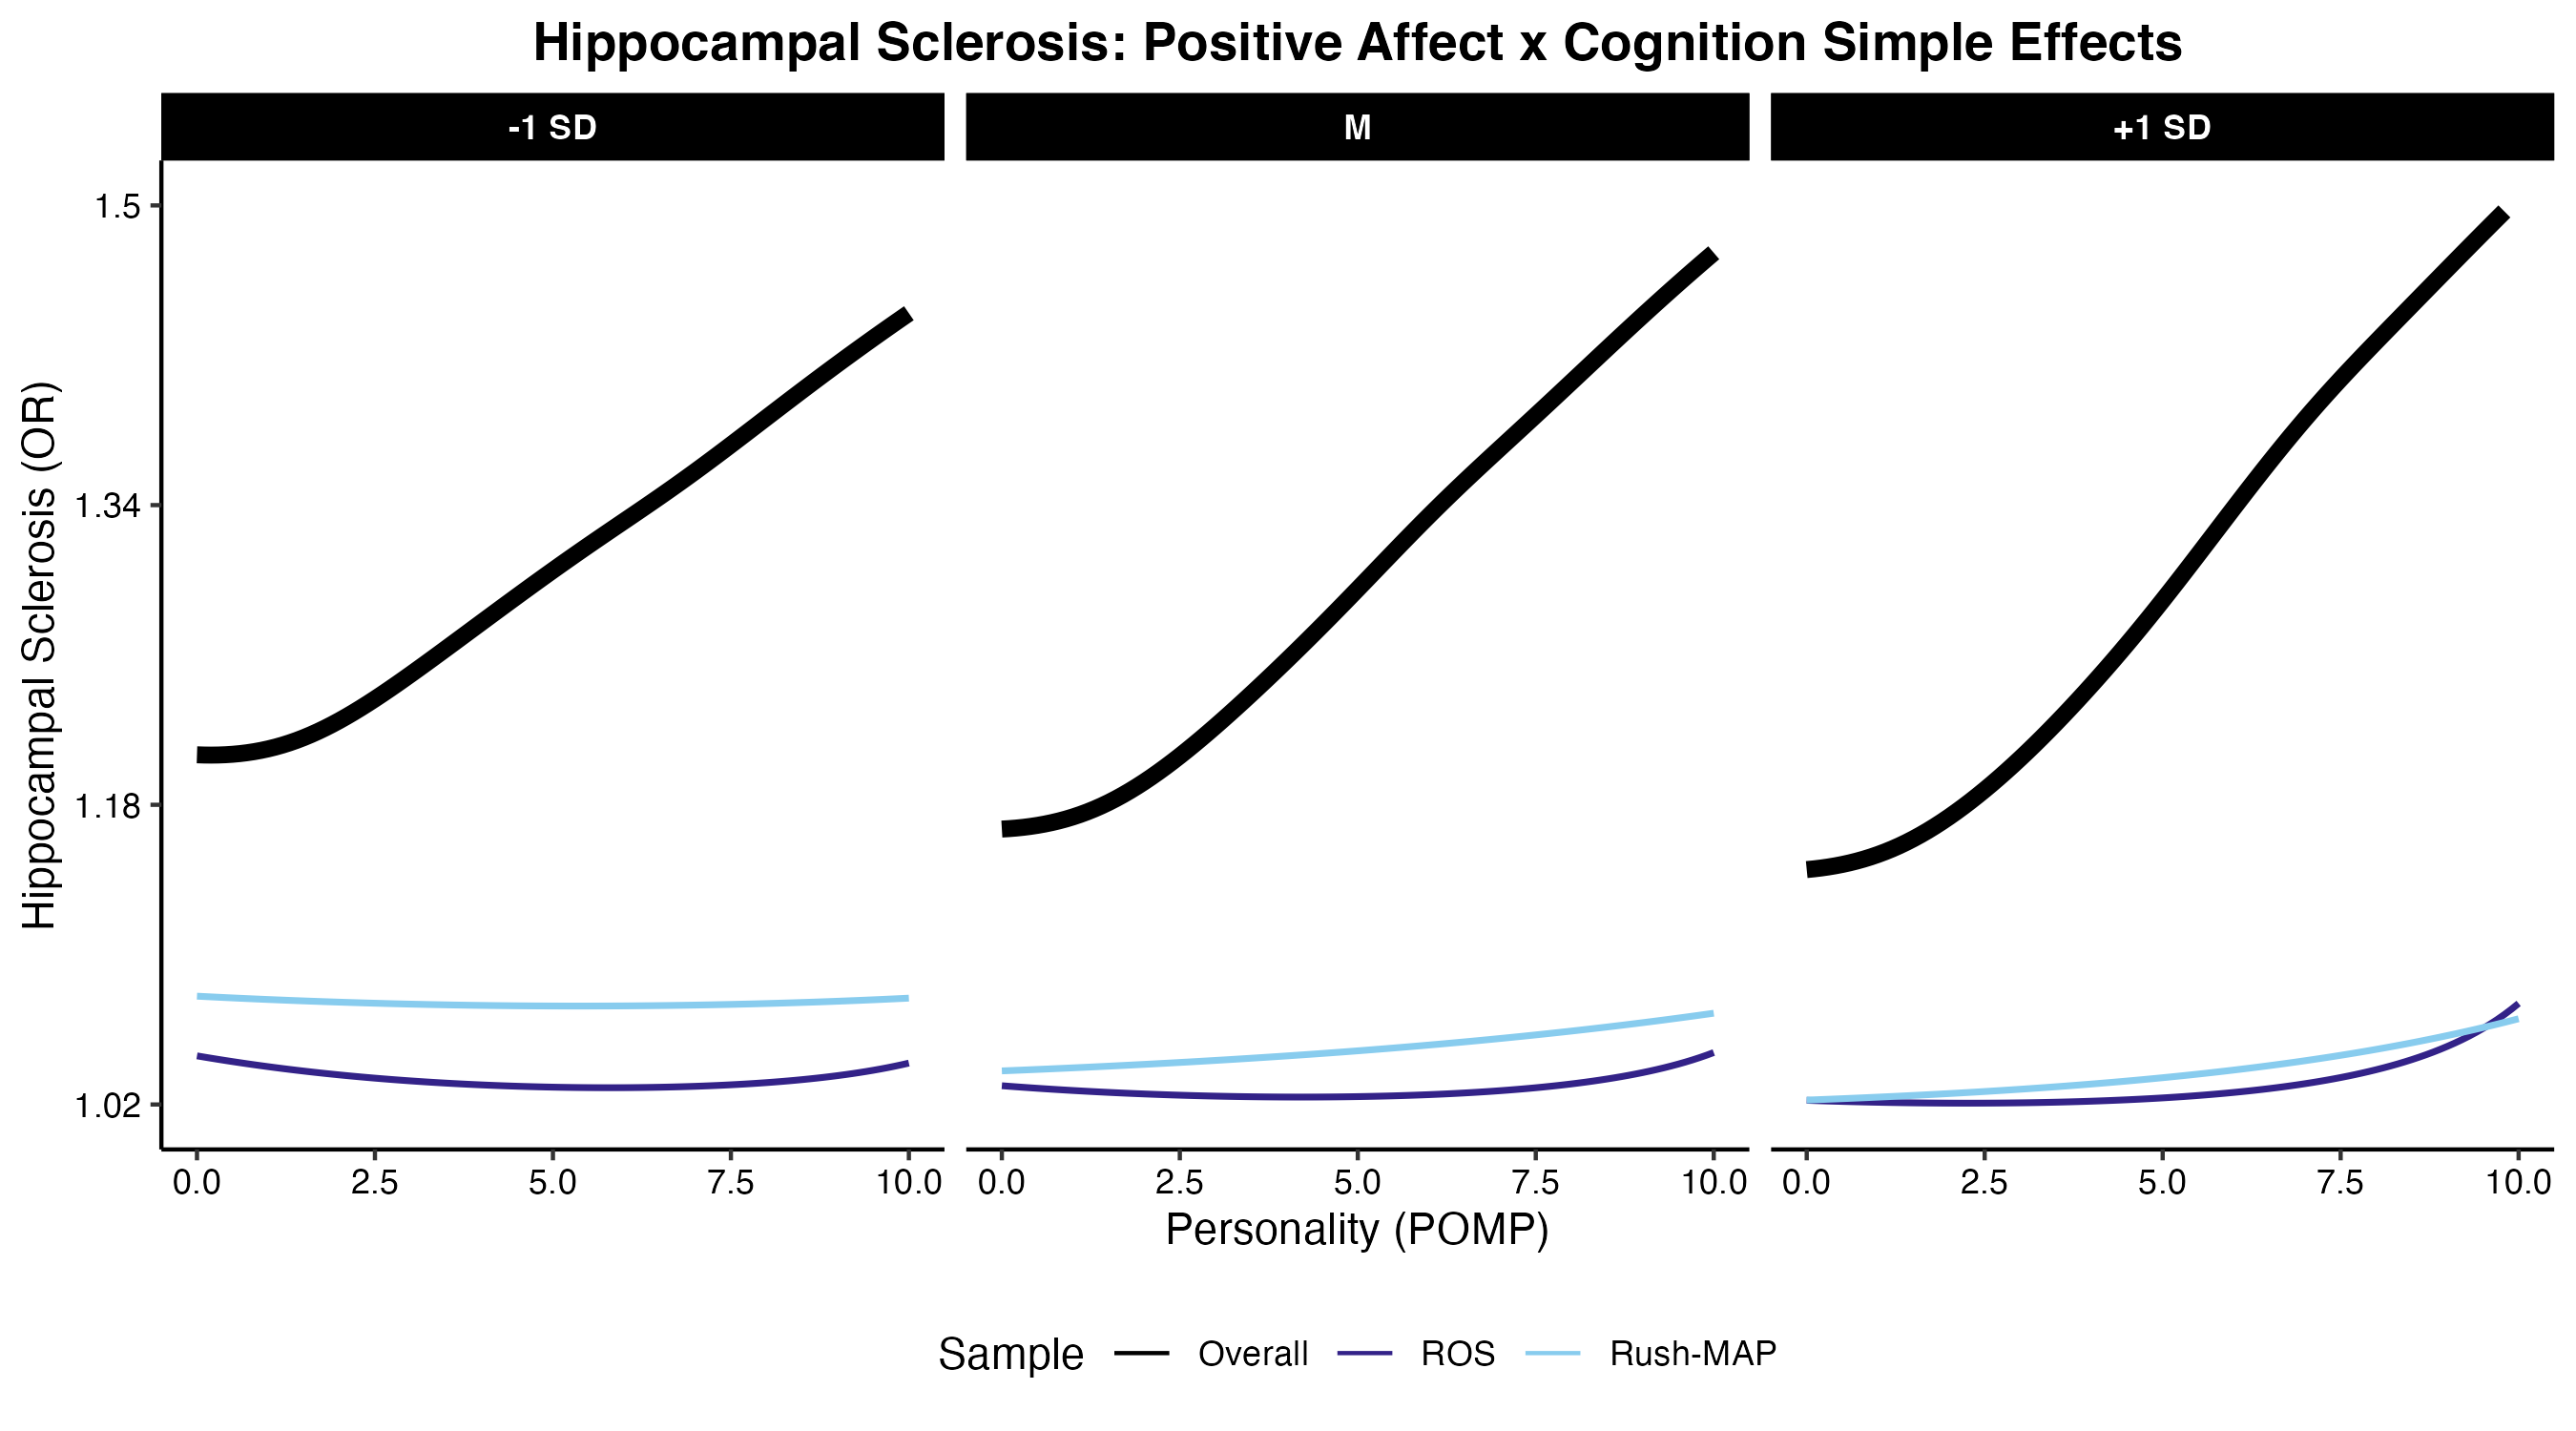 Hippocampal Sclerosis: Positive Affect x Cognition Simple Effects
-1 SD
M
+1 SD
Hippocampal Sclerosis (OR)
1.5
1.34
1.18
1.02
0.0 2.5 5.0 7.5 10.0
0.0 2.5 5.0 7.5 10.0
0.0 2.5 5.0 7.5 10.0
Personality (POMP)
Sample Overall ROS Rush-MAP